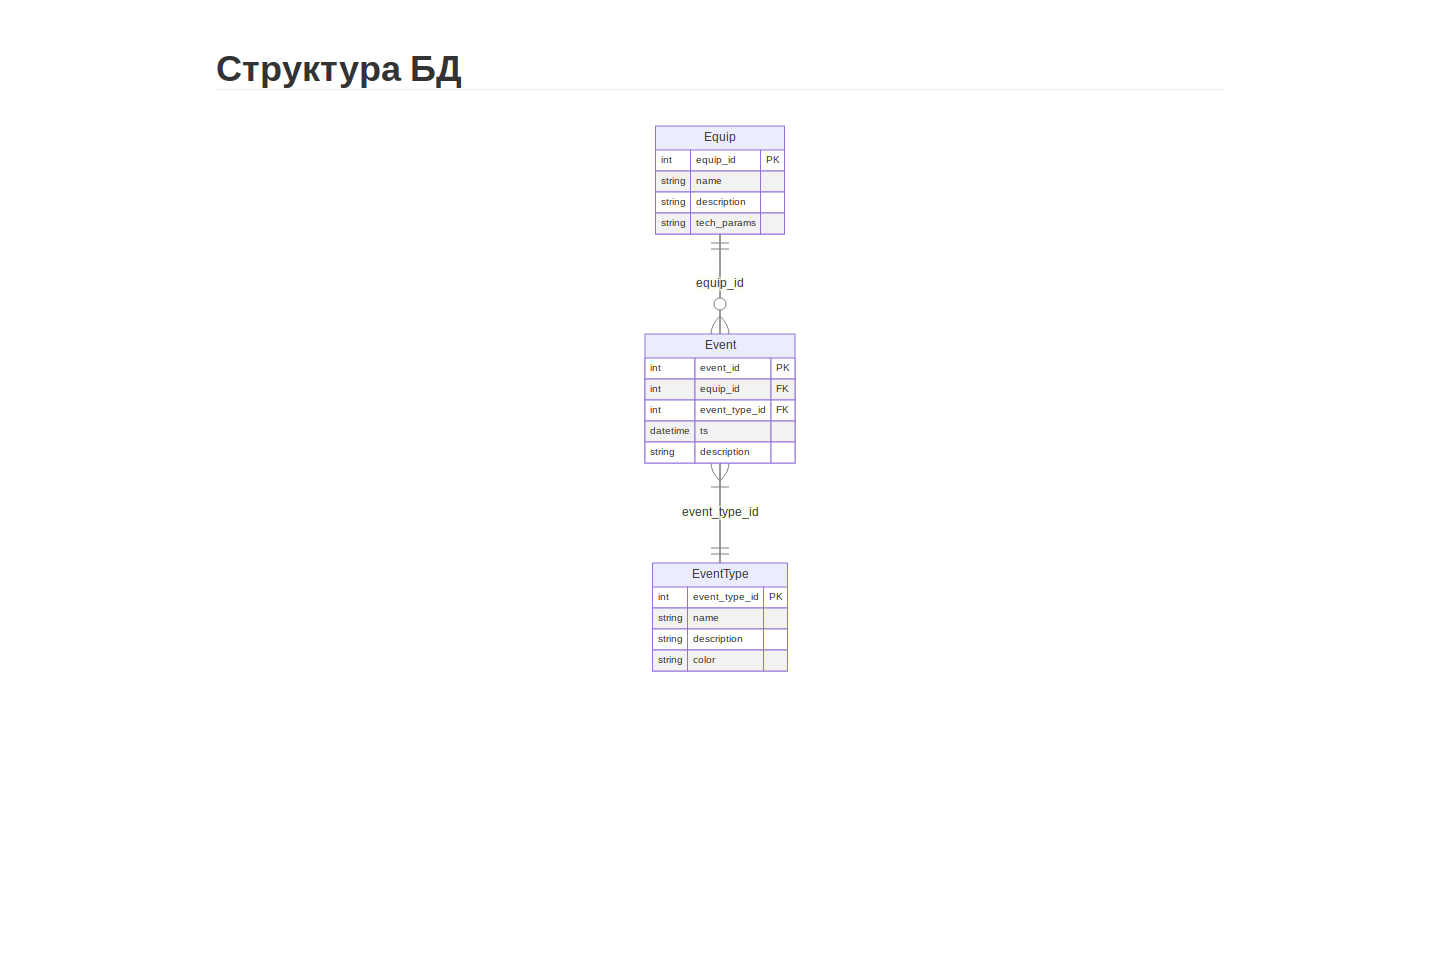 Структура БД
Equip
int equip_id PK
string name
string description
string tech_params
equip_id
Event
int event_id PK
int equip_id FK
int event_type_id FK
datetime ts
string description
event_type_id
EventType
int event_type_id PK
string name
string description
string color